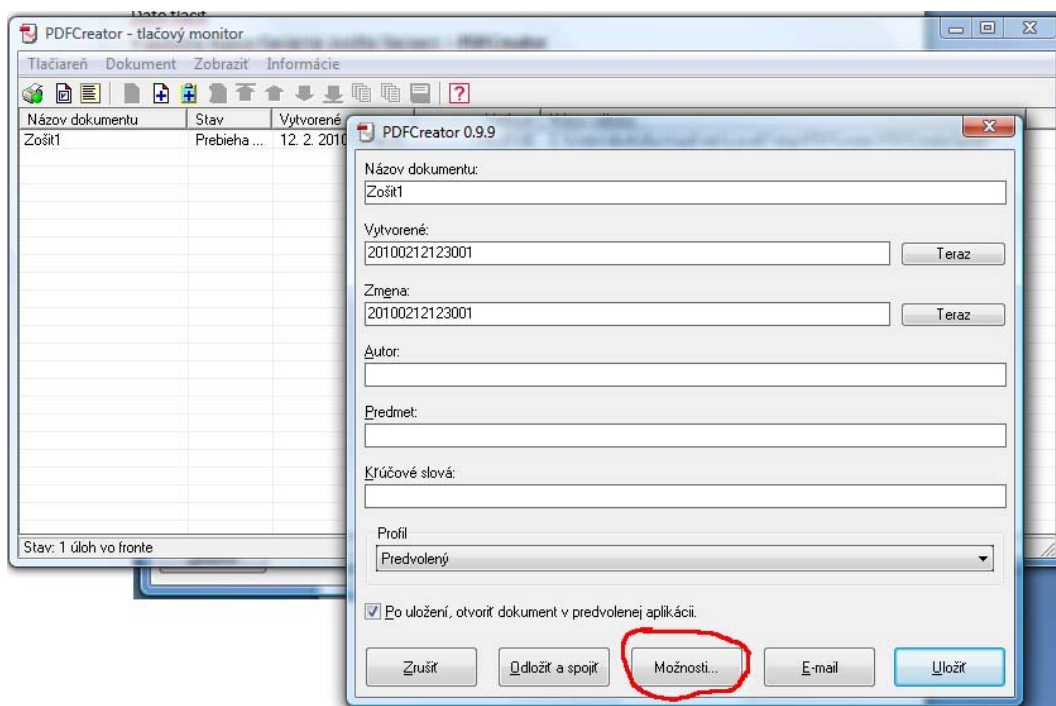 PDFCreator - tlačový monitor
Tlačiareň Dokument Zobraziť Informácie
Názov dokumentu Stav Vytvorené
Zošit1 Prebieha ... 12. 2. 2010
Stav: 1 úloh vo fronte
PDFCreator 0.9.9
Názov dokumentu:
Zošit1
Vytvorené:
20100212123001
Teraz
Zmena:
20100212123001
Teraz
Autor:
Predmet:
Kľúčové slová:
Profil
Predvolený
Po uložení, otvoriť dokument v predvolenej aplikácii.
Zrušiť Odložiť a spojiť Možnosti... E-mail Uložiť